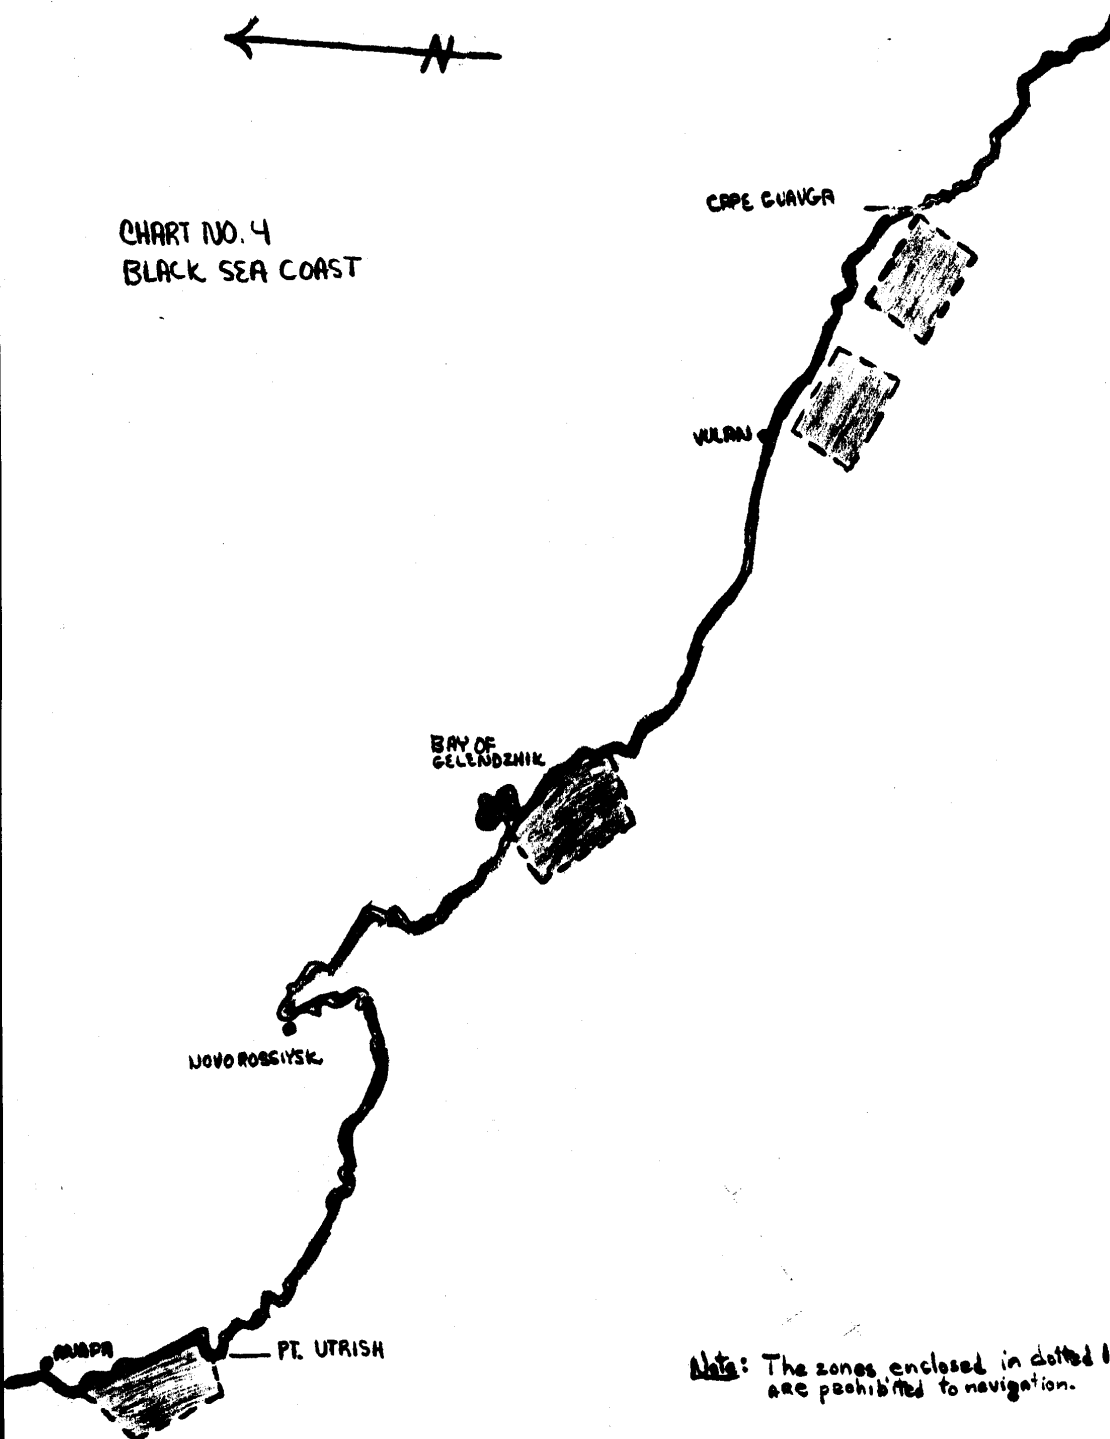 N
CHART NO. 4
BLACK SEA COAST
CAPE GUAVGA
VULAN
BAY OF
GELENDZHIK
NOVOROSSIYSK
ANAPA
PT. UTRISH
Note: The zones enclosed in dotted
are prohibited to navigation.